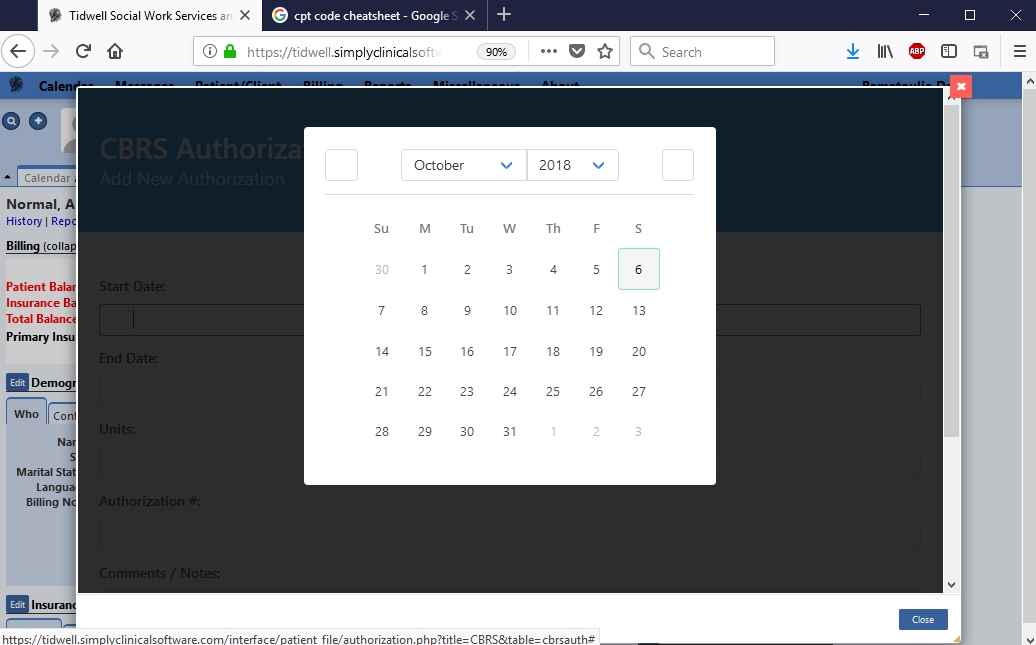 Tidwell Social Work Services an
cpt code cheatsheet - Google S
https://tidwell.simplyclinicalsoftw
90%
Search
ABP
Calendar Messages Patient/Client Billing Reports Miscellaneous About
CBRS Authoriza
Add New Authorization
October
2018
Calendar
Normal, A
History | Repo
Billing (collap
Su M Tu W Th F S
30 1 2 3 4 5 6
7 8 9 10 11 12 13
14 15 16 17 18 19 20
21 22 23 24 25 26 27
28 29 30 31 1 2 3
Start Date:
Patient Balan
Insurance Ba
Total Balance
Primary Insu
End Date:
Edit Demogr
Who Cont
Units:
Nar
S
Marital Stat
Langua
Billing No
Authorization #:
Comments / Notes:
Edit Insuranc
Close
https://tidwell.simplyclinicalsoftware.com/interface/patient_file/authorization.php?title=CBRS&table=cbrsauth#